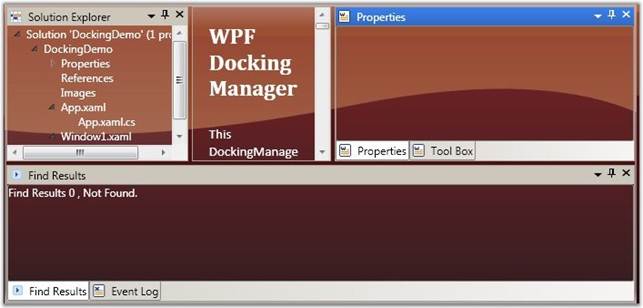 Solution Explorer
Solution 'DockingDemo' (1 pro
DockingDemo
Properties
References
Images
App.xaml
App.xaml.cs
Window1.xaml
WPF
Docking
Manager
This
DockingManage
Properties
Properties
Tool Box
Find Results
Find Results 0 , Not Found.
Find Results
Event Log